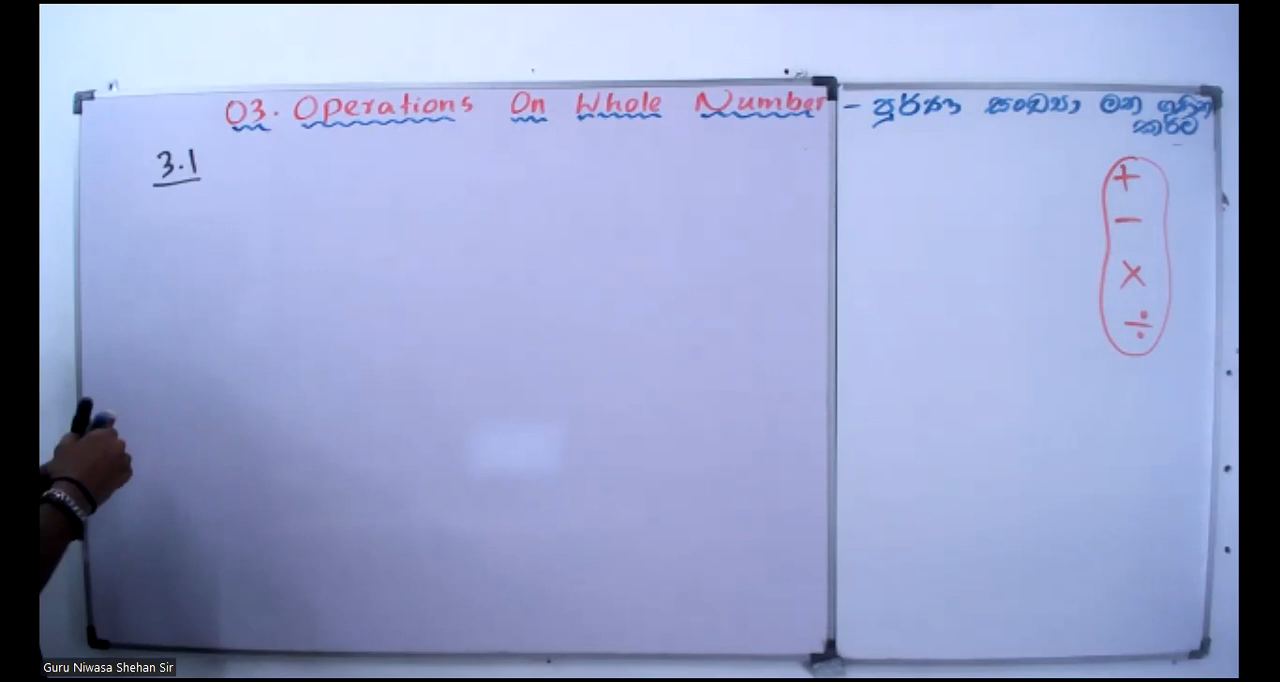 03. Operations On Whole Number - පූර්ණ සංඛ්‍යා මත ගණිත
කර්ම
3.1
+
-
×
÷
Guru Niwasa Shehan Sir